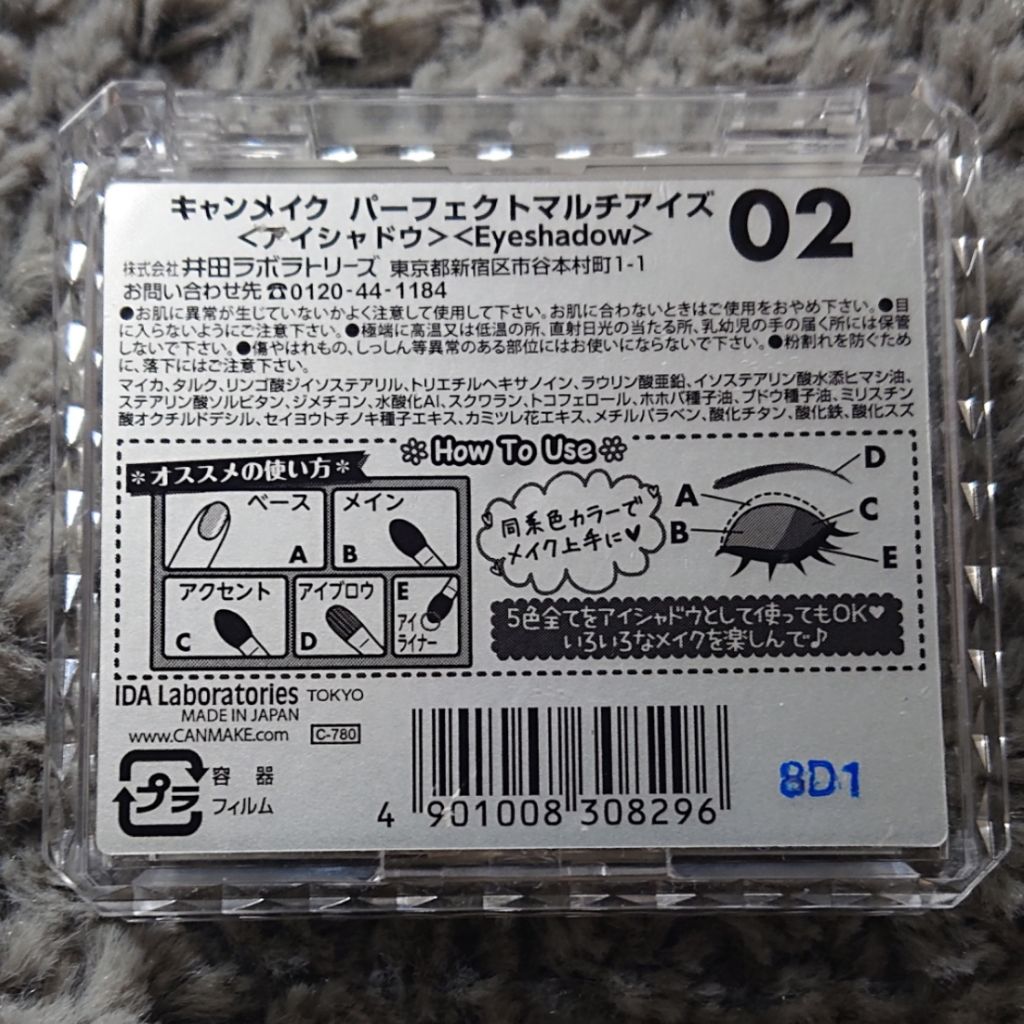 キャンメイク パーフェクトマルチアイズ 02
<アイシャドウ><Eyeshadow>
株式会社 井田ラボラトリーズ 東京都新宿区市谷本村町1-1
お問い合わせ先☎0120-44-1184
●お肌に異常が生じていないかよく注意して使用して下さい。お肌に合わないときはご使用をおやめ下さい。●目
に入らないようにご注意下さい。●極端に高温又は低温の所、直射日光の当たる所、乳幼児の手の届く所には保管
しないで下さい。●傷やはれもの、しっしん等異常のある部位にはお使いにならないで下さい。●粉割れを防ぐため
に、落下にはご注意下さい。
マイカ、タルク、リンゴ酸ジイソステアリル、トリエチルヘキサノイン、ラウリン酸亜鉛、イソステアリン酸水添ヒマシ油、
ステアリン酸ソルビタン、ジメチコン、水酸化Al、スクワラン、トコフェロール、ホホバ種子油、ブドウ種子油、ミリスチン
酸オクチルドデシル、セイヨウトチノキ種子エキス、カミツレ花エキス、メチルパラベン、酸化チタン、酸化鉄、酸化スズ
How To Use
*オススメの使い方*
ベース
A
メイン
B
アクセント
C
アイブロウ
D
E
アイ
ライナー
同系色カラーで
メイク上手に♥
A
B
D
C
E
5色全てをアイシャドウとして使ってもOK♥
いろいろなメイクを楽しんで♪
IDA Laboratories TOKYO
MADE IN JAPAN
www.CANMAKE.com C-780
プラ
容器
フィルム
4 901008 308296
8D1